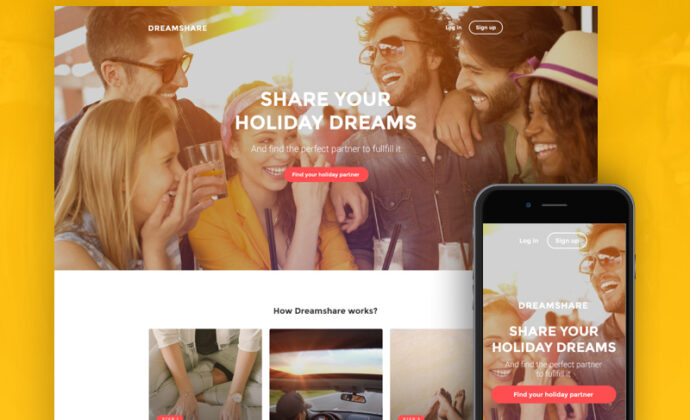 DREAMSHARE
Log in
Sign up
SHARE YOUR
HOLIDAY DREAMS
And find the perfect partner to fullfill it
Find your holiday partner
How Dreamshare works?
Log in
Sign up
DREAMSHARE
SHARE YOUR
HOLIDAY DREAMS
And find the perfect partner
to fullfill it
Find your holiday partner